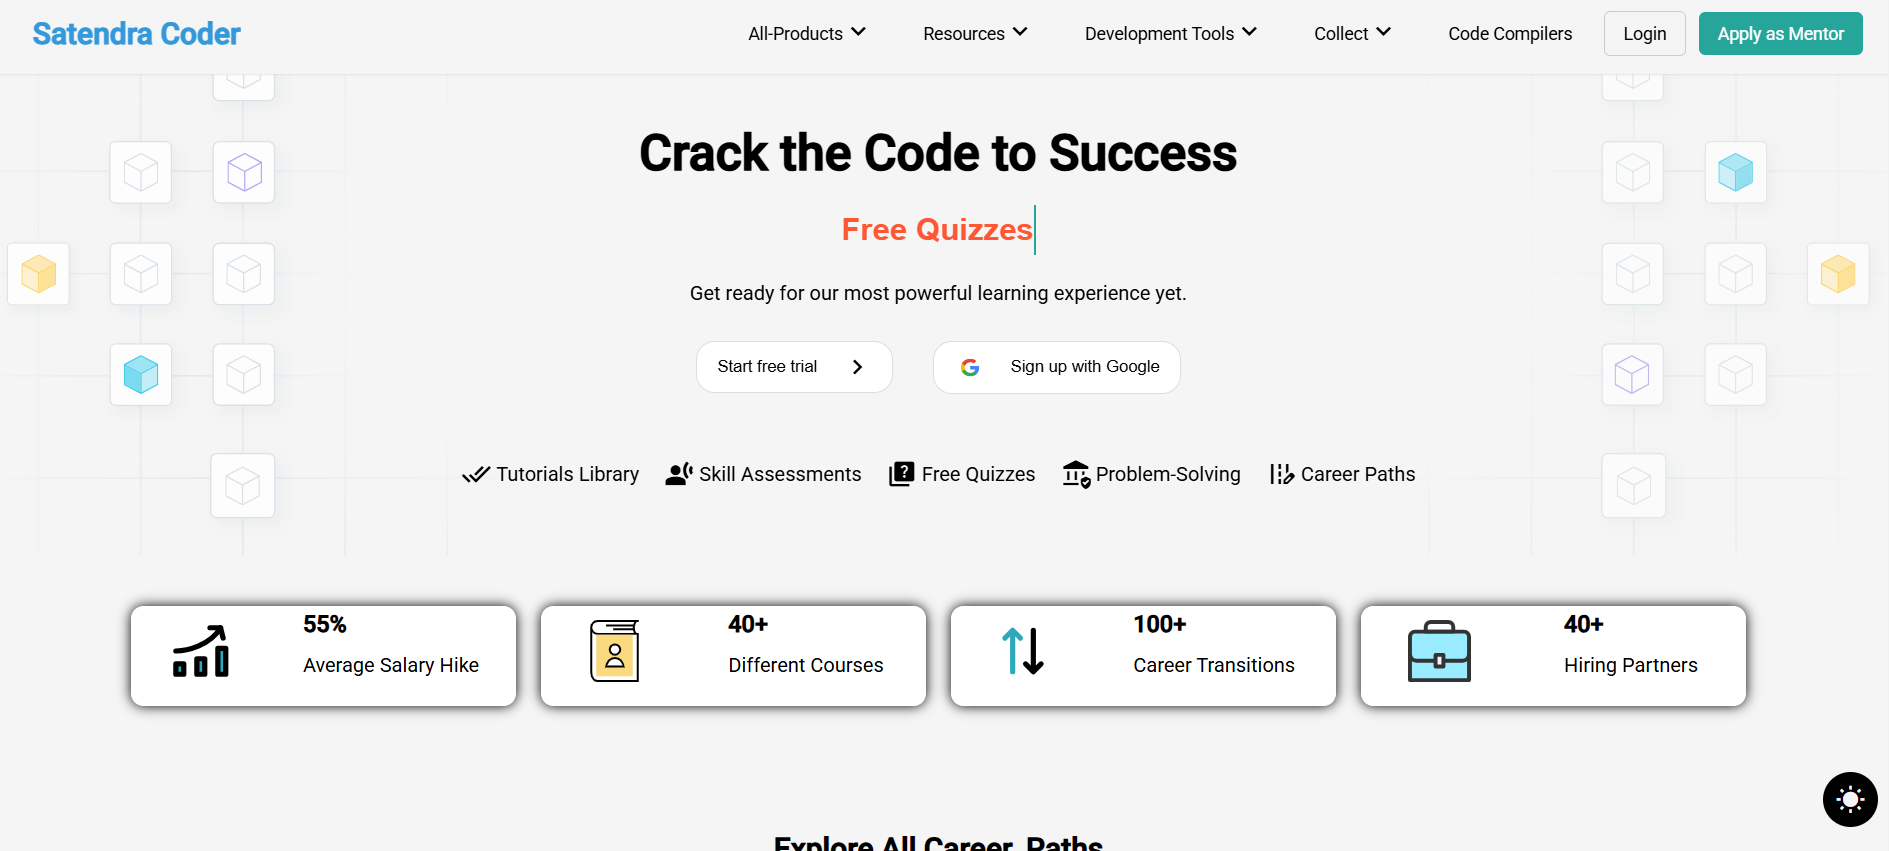 Satendra Coder
All-Products
Resources
Development Tools
Collect
Code Compilers
Login
Apply as Mentor
Crack the Code to Success
Free Quizzes
Get ready for our most powerful learning experience yet.
Start free trial
Sign up with Google
Tutorials Library
Skill Assessments
Free Quizzes
Problem-Solving
Career Paths
55%
Average Salary Hike
40+
Different Courses
100+
Career Transitions
40+
Hiring Partners
Explore All Career Paths